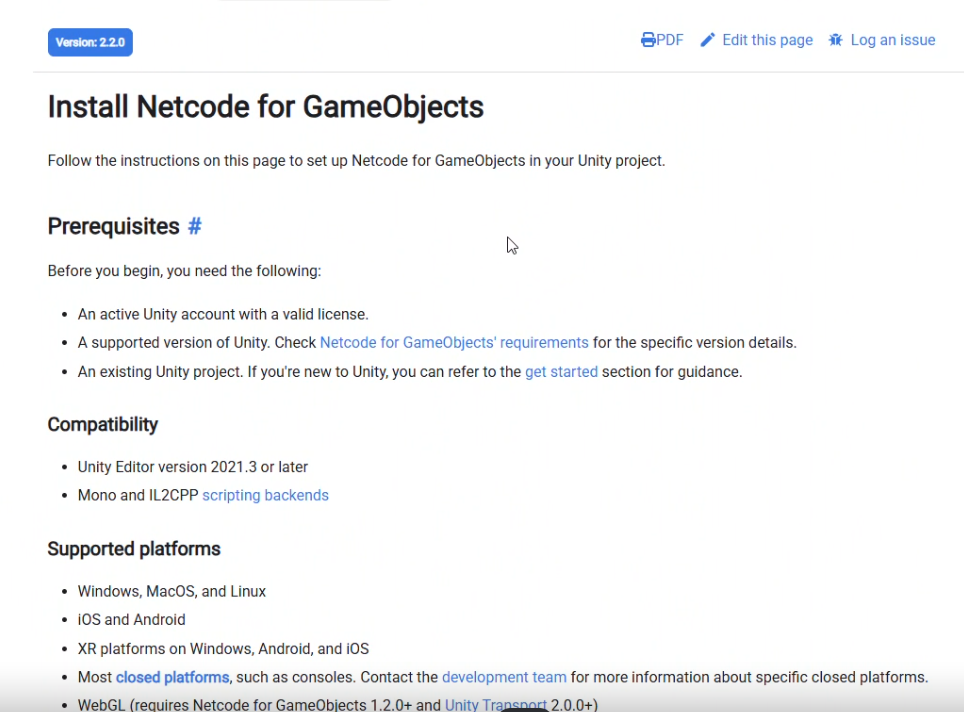 Version: 2.2.0
PDF Edit this page Log an issue
Install Netcode for GameObjects
Follow the instructions on this page to set up Netcode for GameObjects in your Unity project.
Prerequisites #
Before you begin, you need the following:
• An active Unity account with a valid license.
• A supported version of Unity. Check Netcode for GameObjects' requirements for the specific version details.
• An existing Unity project. If you're new to Unity, you can refer to the get started section for guidance.
Compatibility
• Unity Editor version 2021.3 or later
• Mono and IL2CPP scripting backends
Supported platforms
• Windows, MacOS, and Linux
• iOS and Android
• XR platforms on Windows, Android, and iOS
• Most closed platforms, such as consoles. Contact the development team for more information about specific closed platforms.
• WebGL (requires Netcode for GameObjects 1.2.0+ and Unity Transport 2.0.0+)